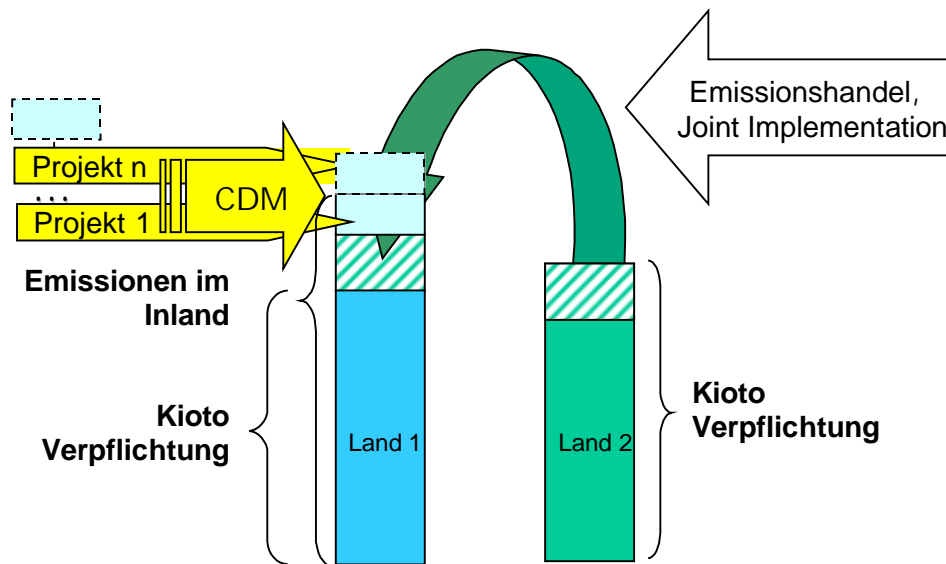 Emissionshandel,
Joint Implementation
Projekt n
...
Projekt 1
CDM
Emissionen im
Inland
Kioto
Verpflichtung
Land 1
Land 2
Kioto
Verpflichtung